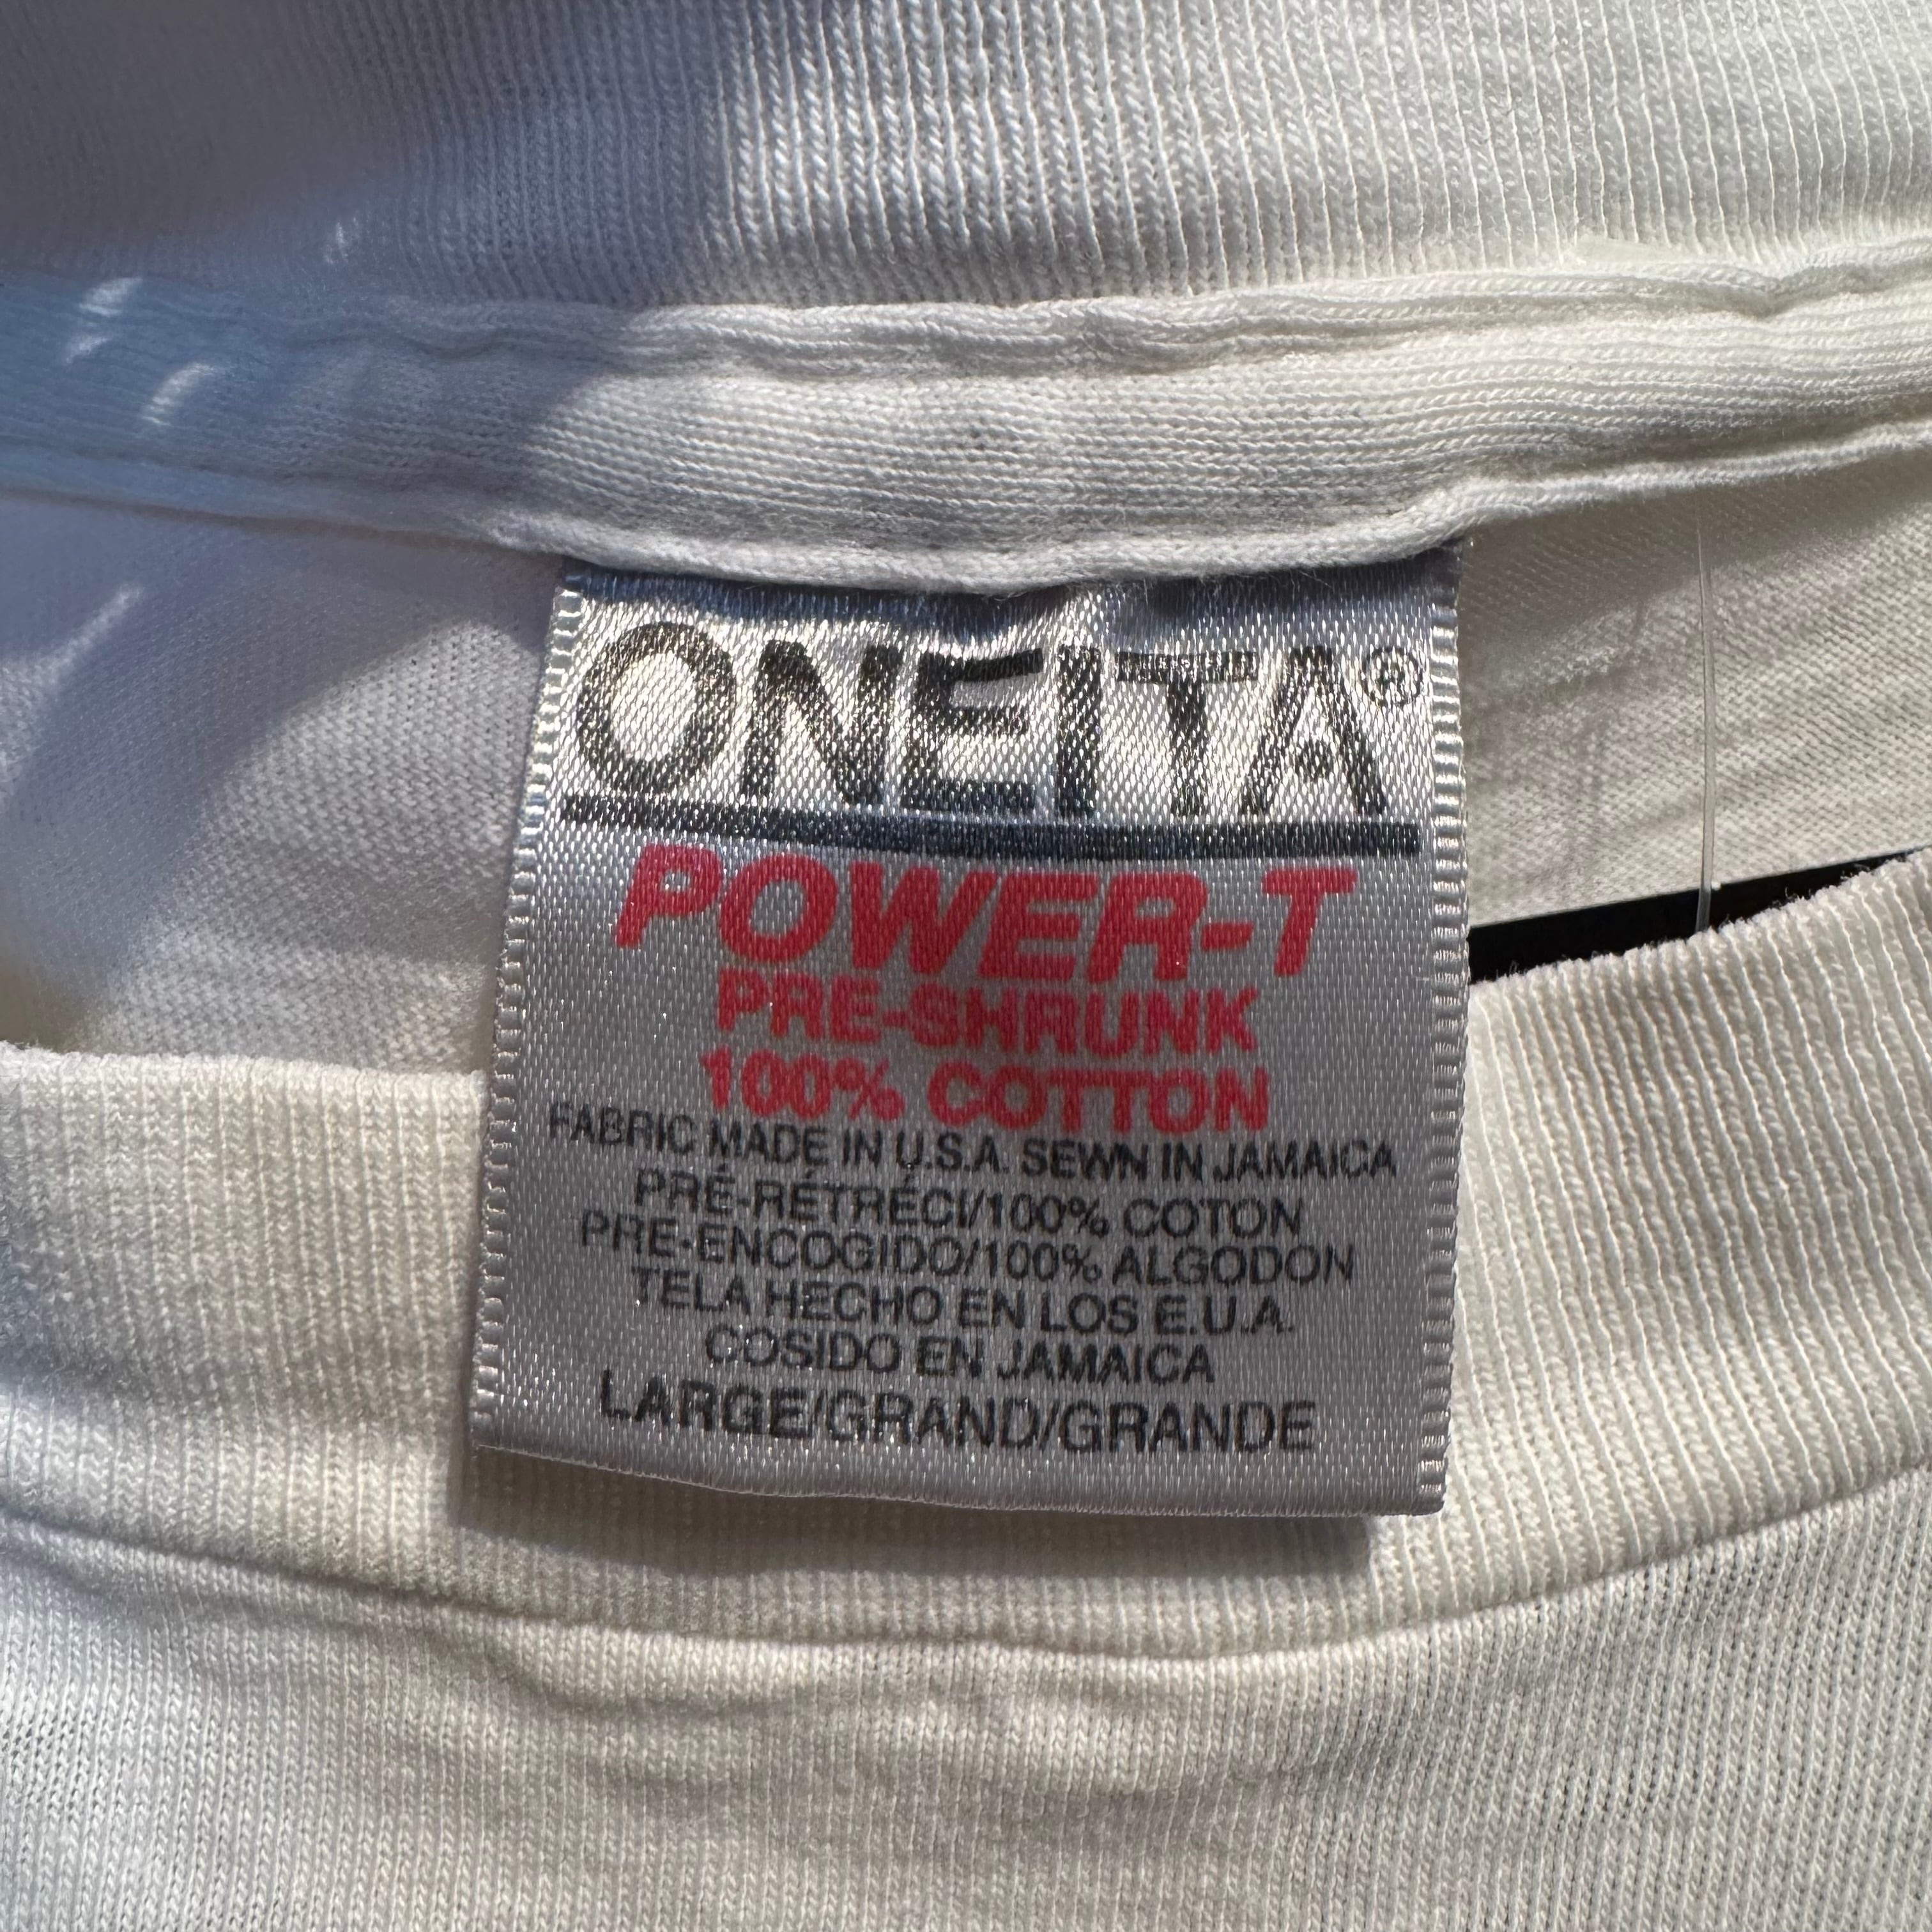 ONEITA®
POWER-T
PRE-SHRUNK
100% COTTON
FABRIC MADE IN U.S.A. SEWN IN JAMAICA
PRÉ-RÉTRÉCI/100% COTON
PRE-ENCOGIDO/100% ALGODON
TELA HECHO EN LOS E.U.A.
COSIDO EN JAMAICA
LARGE/GRAND/GRANDE